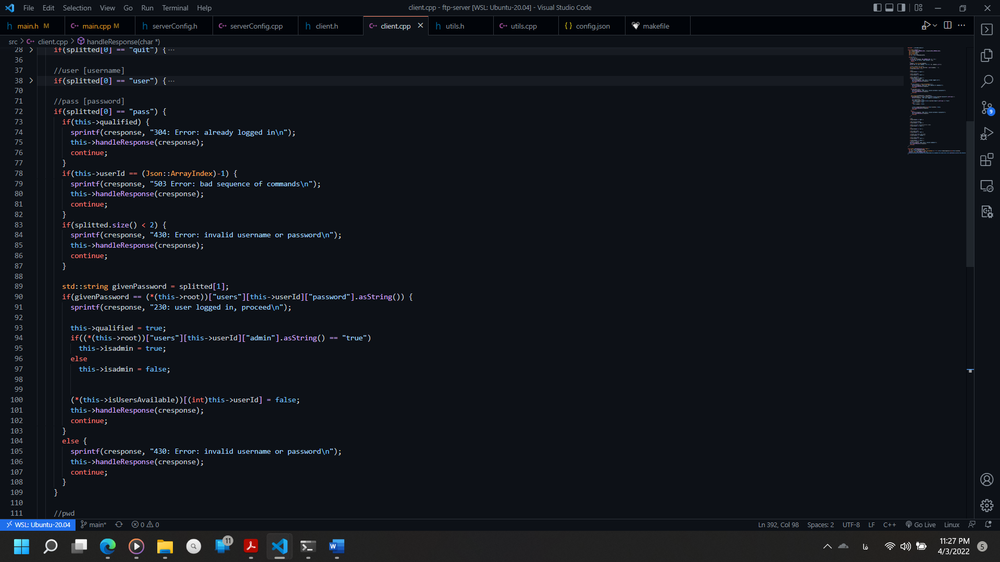 File Edit Selection View Go Run Terminal Help
client.cpp - ftp-server [WSL: Ubuntu-20.04] - Visual Studio Code
main.h M main.cpp M serverConfig.h serverConfig.cpp client.h client.cpp utils.h utils.cpp {} config.json makefile
src > client.cpp > handleResponse(char *)
28 if(splitted[0] == "quit") {…
36
37 //user [username]
38 if(splitted[0] == "user") {…
70
71 //pass [password]
72 if(splitted[0] == "pass") {
73 if(this->qualified) {
74 sprintf(cresponse, "304: Error: already logged in\n");
75 this->handleResponse(cresponse);
76 continue;
77 }
78 if(this->userId == (Json::ArrayIndex)-1) {
79 sprintf(cresponse, "503 Error: bad sequence of commands\n");
80 this->handleResponse(cresponse);
81 continue;
82 }
83 if(splitted.size() < 2) {
84 sprintf(cresponse, "430: Error: invalid username or password\n");
85 this->handleResponse(cresponse);
86 continue;
87 }
88
89 std::string givenPassword = splitted[1];
90 if(givenPassword == (*(this->root))["users"][this->userId]["password"].asString()) {
91 sprintf(cresponse, "230: user logged in, proceed\n");
92
93 this->qualified = true;
94 if((*(this->root))["users"][this->userId]["admin"].asString() == "true")
95 this->isadmin = true;
96 else
97 this->isadmin = false;
98
99
100 (*(this->isUsersAvailable))[(int)this->userId] = false;
101 this->handleResponse(cresponse);
102 continue;
103 }
104 else {
105 sprintf(cresponse, "430: Error: invalid username or password\n");
106 this->handleResponse(cresponse);
107 continue;
108 }
109 }
110
111 //pwd
9
WSL: Ubuntu-20.04 main* 0 0 Ln 392, Col 98 Spaces: 2 UTF-8 LF C++ Go Live Linux
11
فا
11:27 PM
4/3/2022
5